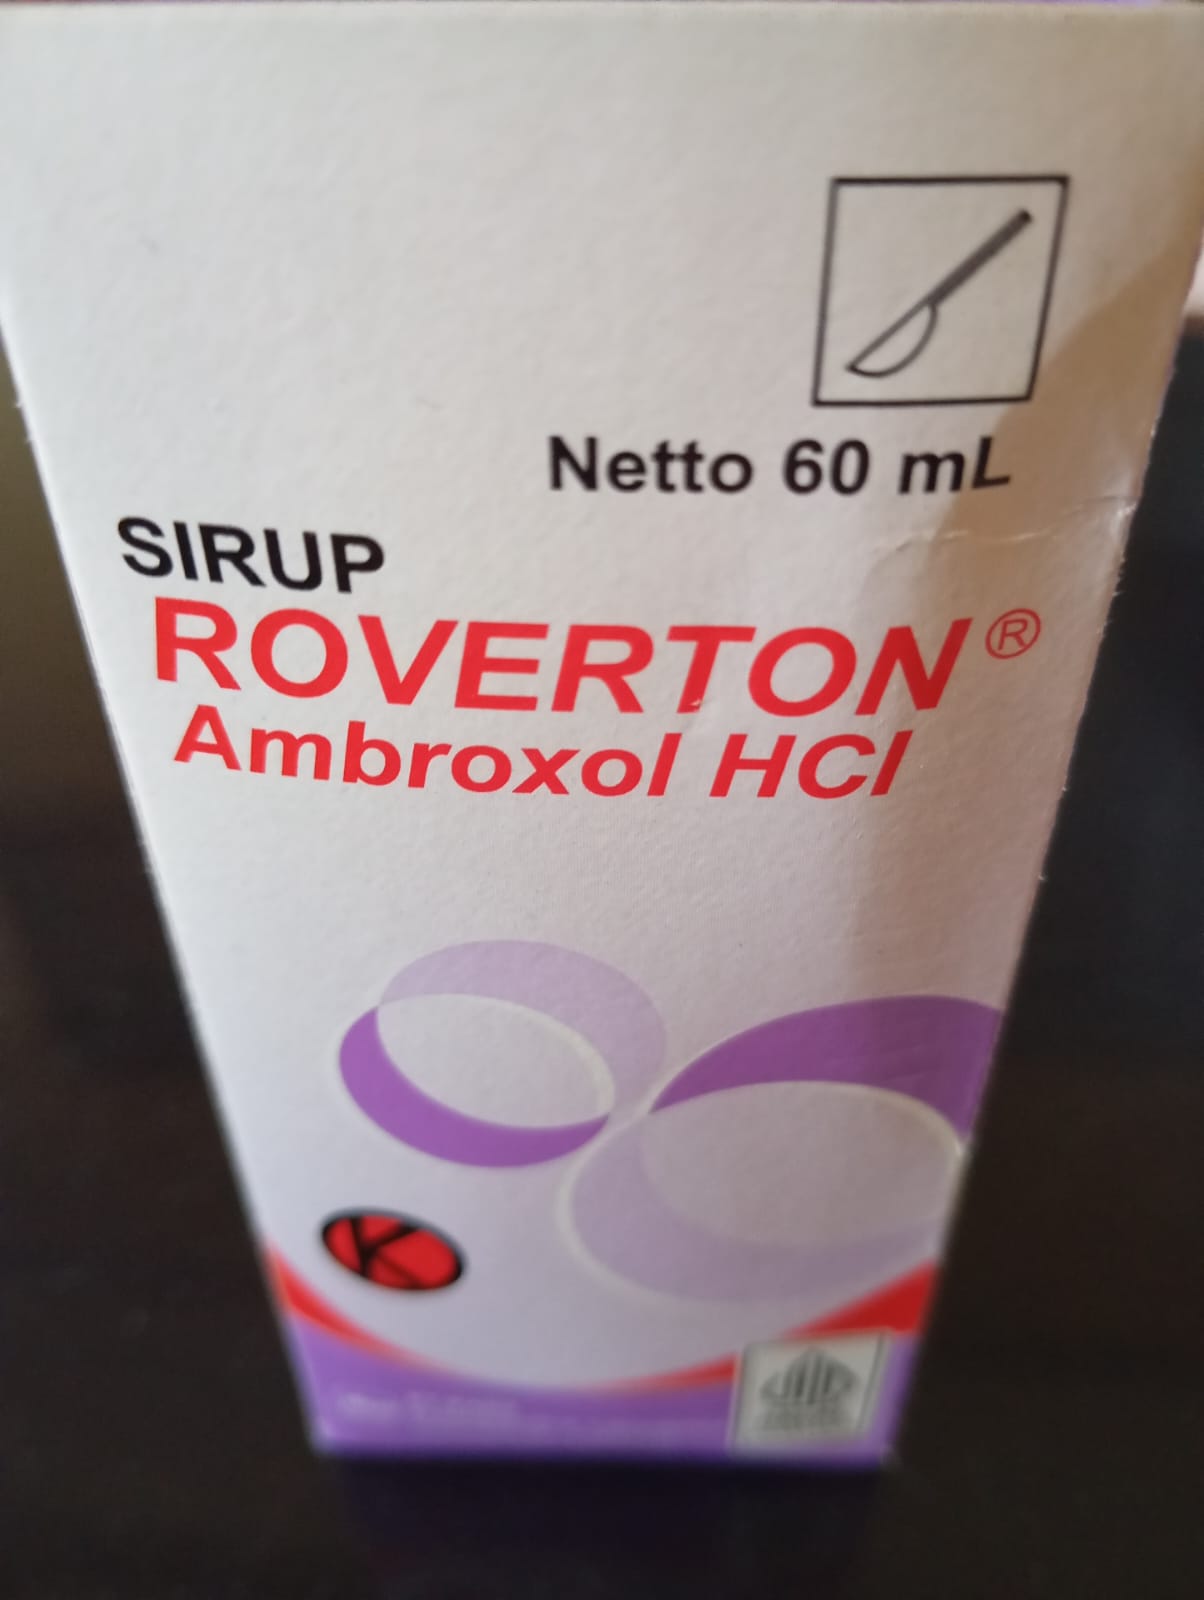 Netto 60 mL
SIRUP
ROVERTON®
Ambroxol HCl
K